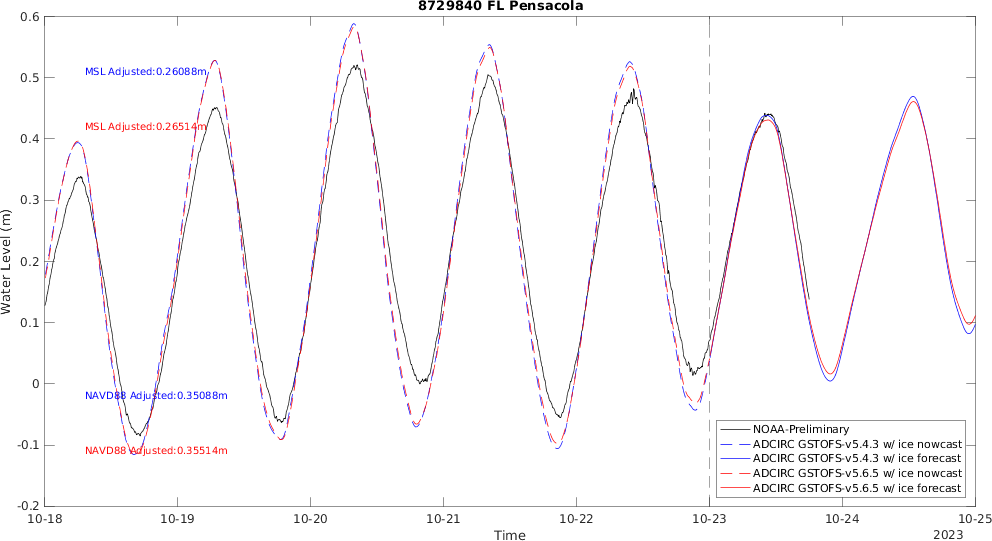 8729840 FL Pensacola
0.6
0.5
0.4
0.3
0.2
0.1
0
-0.1
-0.2
Water Level (m)
MSL Adjusted:0.26088m
MSL Adjusted:0.26514m
NAVD88 Adjusted:0.35088m
NAVD88 Adjusted:0.35514m
NOAA-Preliminary
ADCIRC GSTOFS-v5.4.3 w/ ice nowcast
ADCIRC GSTOFS-v5.4.3 w/ ice forecast
ADCIRC GSTOFS-v5.6.5 w/ ice nowcast
ADCIRC GSTOFS-v5.6.5 w/ ice forecast
10-18 10-19 10-20 10-21 10-22 10-23 10-24 10-25
Time
2023